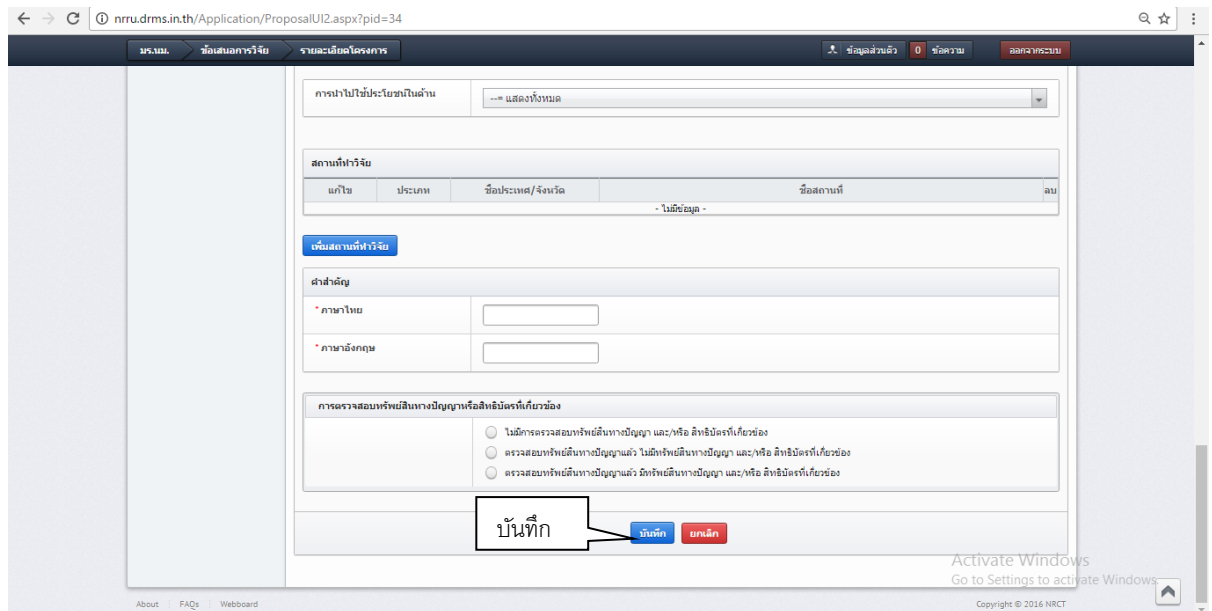 nrru.drms.in.th/Application/ProposalUI2.aspx?pid=34
มร.นม. ข้อเสนอการวิจัย รายละเอียดโครงการ ข้อมูลส่วนตัว 0 ข้อความ ออกจากระบบ
การนำไปใช้ประโยชน์ในด้าน --= แสดงทั้งหมด
สถานที่ทำวิจัย
แก้ไข ประเภท ชื่อประเทศ/จังหวัด ชื่อสถานที่ ลบ
- ไม่มีข้อมูล -
เพิ่มสถานที่ทำวิจัย
คำสำคัญ
* ภาษาไทย
* ภาษาอังกฤษ
การตรวจสอบทรัพย์สินทางปัญญาหรือสิทธิบัตรที่เกี่ยวข้อง
ไม่มีการตรวจสอบทรัพย์สินทางปัญญา และ/หรือ สิทธิบัตรที่เกี่ยวข้อง
ตรวจสอบทรัพย์สินทางปัญญาแล้ว ไม่มีทรัพย์สินทางปัญญา และ/หรือ สิทธิบัตรที่เกี่ยวข้อง
ตรวจสอบทรัพย์สินทางปัญญาแล้ว มีทรัพย์สินทางปัญญา และ/หรือ สิทธิบัตรที่เกี่ยวข้อง
บันทึก บันทึก ยกเลิก
Activate Windows
Go to Settings to activate Windows.
About FAQs Webboard Copyright © 2016 NRCT